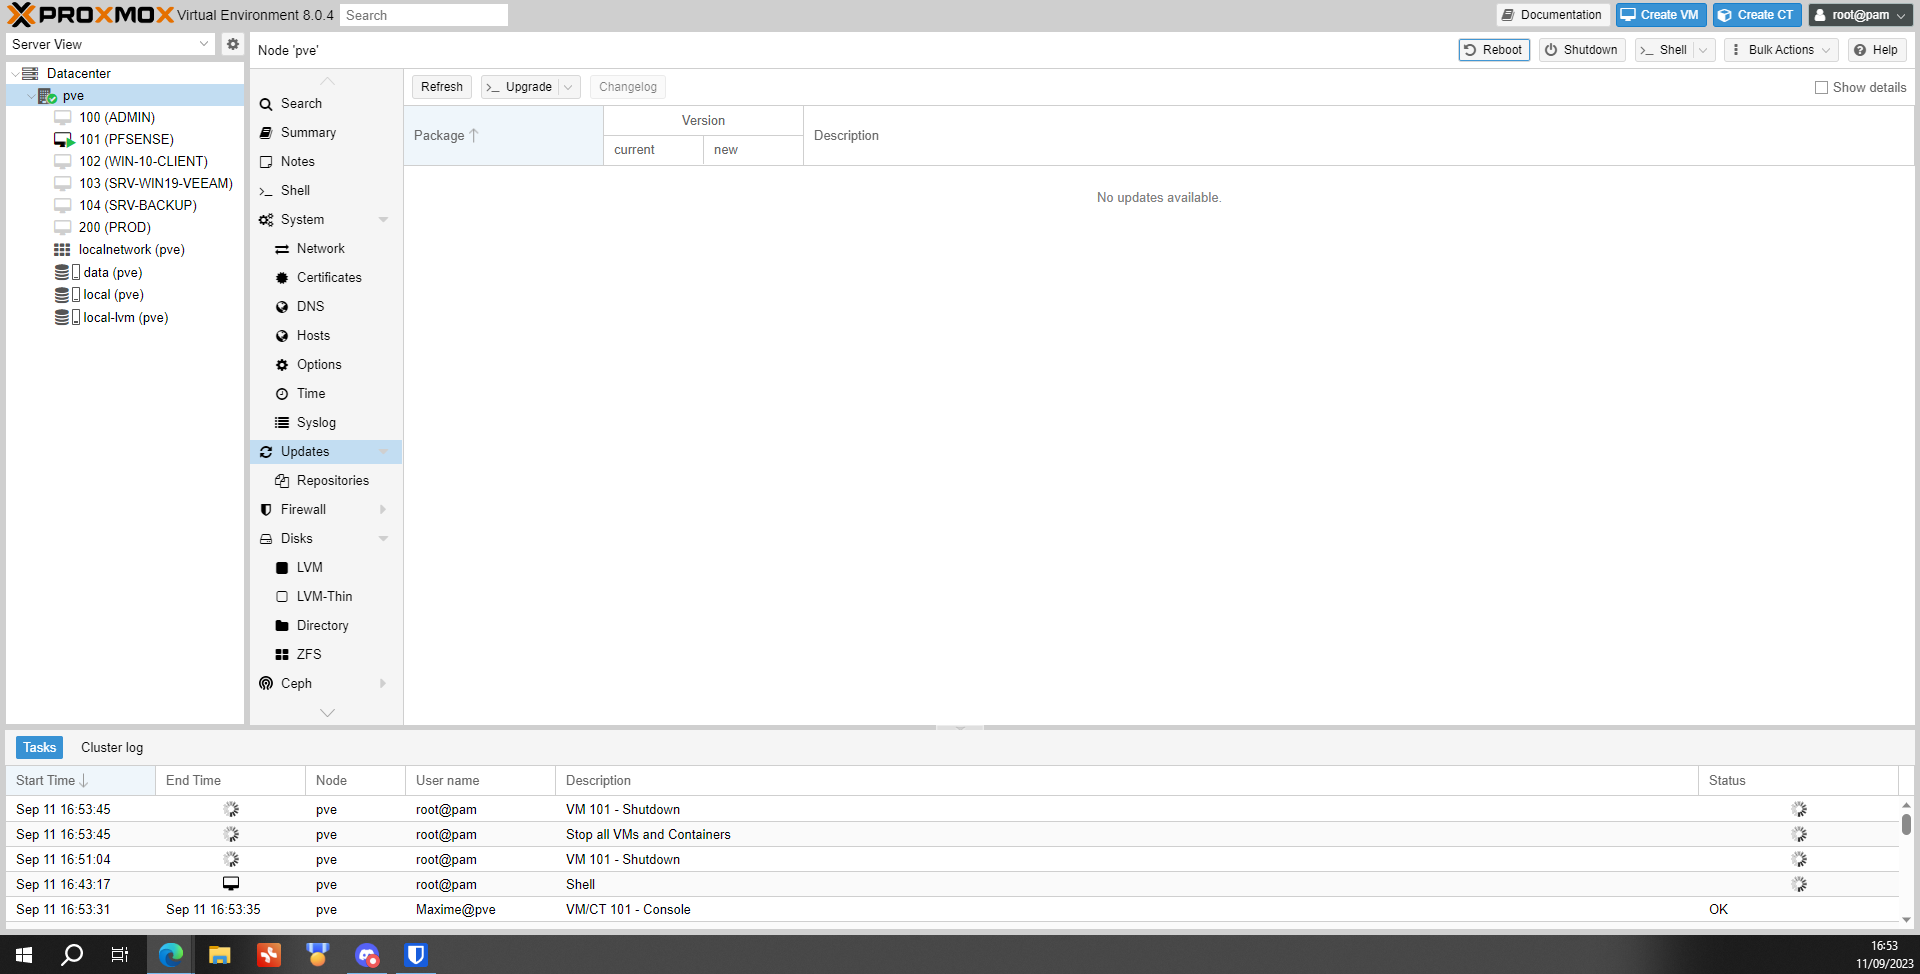 PROXMOX Virtual Environment 8.0.4 Search Documentation Create VM Create CT root@pam
Server View
Node 'pve' Reboot Shutdown Shell Bulk Actions Help
Datacenter
pve
100 (ADMIN)
101 (PFSENSE)
102 (WIN-10-CLIENT)
103 (SRV-WIN19-VEEAM)
104 (SRV-BACKUP)
200 (PROD)
localnetwork (pve)
data (pve)
local (pve)
local-lvm (pve)
Search
Summary
Notes
Shell
System
Network
Certificates
DNS
Hosts
Options
Time
Syslog
Updates
Repositories
Firewall
Disks
LVM
LVM-Thin
Directory
ZFS
Ceph
Refresh Upgrade Changelog Show details
Package Version Description
current new
No updates available.
Tasks Cluster log
Start Time End Time Node User name Description Status
Sep 11 16:53:45 pve root@pam VM 101 - Shutdown
Sep 11 16:53:45 pve root@pam Stop all VMs and Containers
Sep 11 16:51:04 pve root@pam VM 101 - Shutdown
Sep 11 16:43:17 pve root@pam Shell
Sep 11 16:53:31 Sep 11 16:53:35 pve Maxime@pve VM/CT 101 - Console OK
16:53
11/09/2023